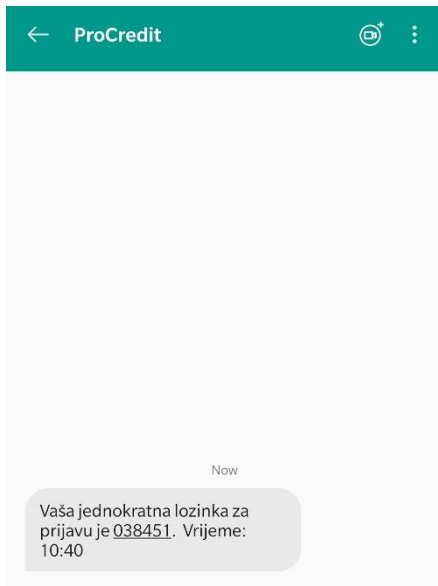 ProCredit
Now
Vaša jednokratna lozinka za
prijavu je 038451. Vrijeme:
10:40